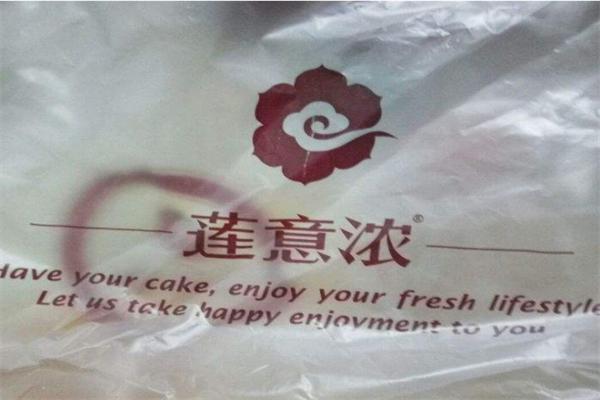 莲意浓®
Have your cake, enjoy your fresh lifestyle
Let us take happy enjoyment to you